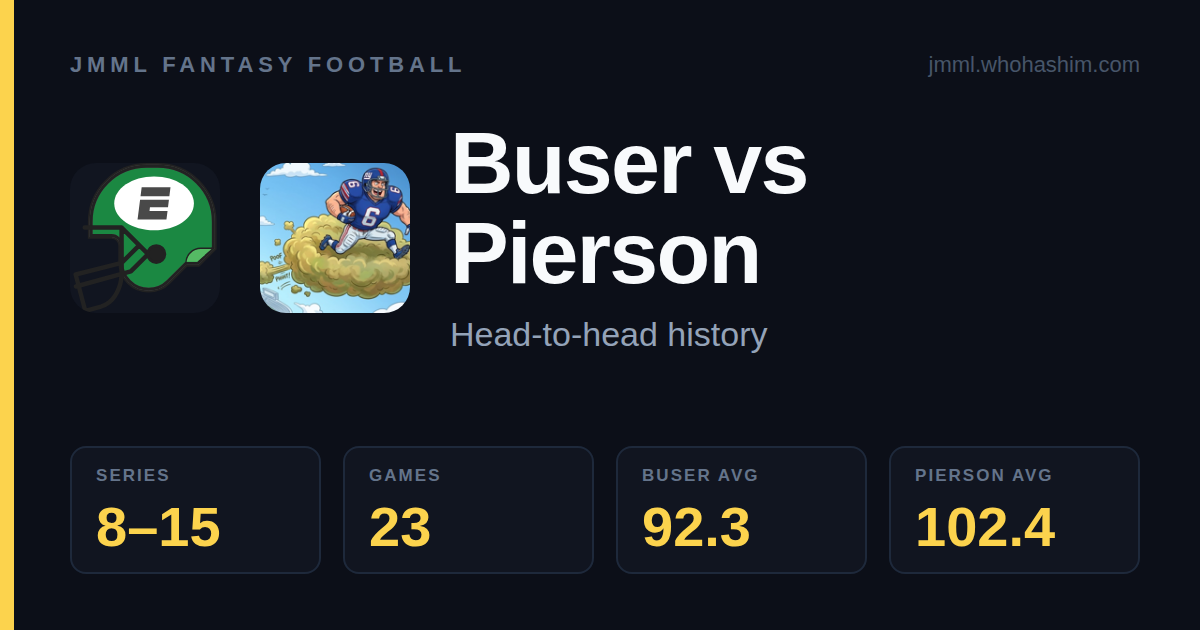 JMML FANTASY FOOTBALL
jmml.whohashim.com
E
6
Buser vs
Pierson
Head-to-head history
SERIES
8–15
GAMES
23
BUSER AVG
92.3
PIERSON AVG
102.4